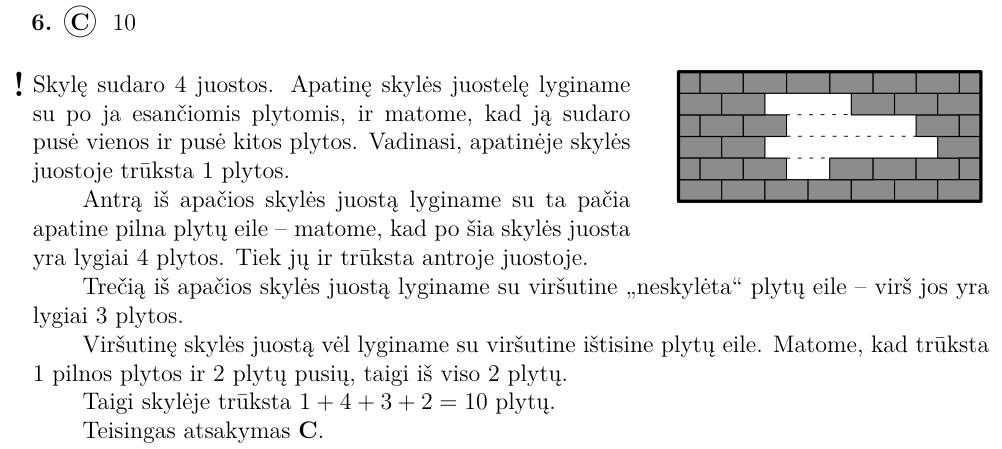 6. C 10
! Skylę sudaro 4 juostos. Apatinę skylės juostelę lyginame
su po ja esančiomis plytomis, ir matome, kad ją sudaro
pusė vienos ir pusė kitos plytos. Vadinasi, apatinėje skylės
juostoje trūksta 1 plytos.
Antrą iš apačios skylės juostą lyginame su ta pačia
apatine pilna plytų eile – matome, kad po šia skylės juosta
yra lygiai 4 plytos. Tiek jų ir trūksta antroje juostoje.
Trečią iš apačios skylės juostą lyginame su viršutine „neskylėta“ plytų eile – virš jos yra
lygiai 3 plytos.
Viršutinę skylės juostą vėl lyginame su viršutine ištisine plytų eile. Matome, kad trūksta
1 pilnos plytos ir 2 plytų pusių, taigi iš viso 2 plytų.
Taigi skylėje trūksta 1 + 4 + 3 + 2 = 10 plytų.
Teisingas atsakymas C.